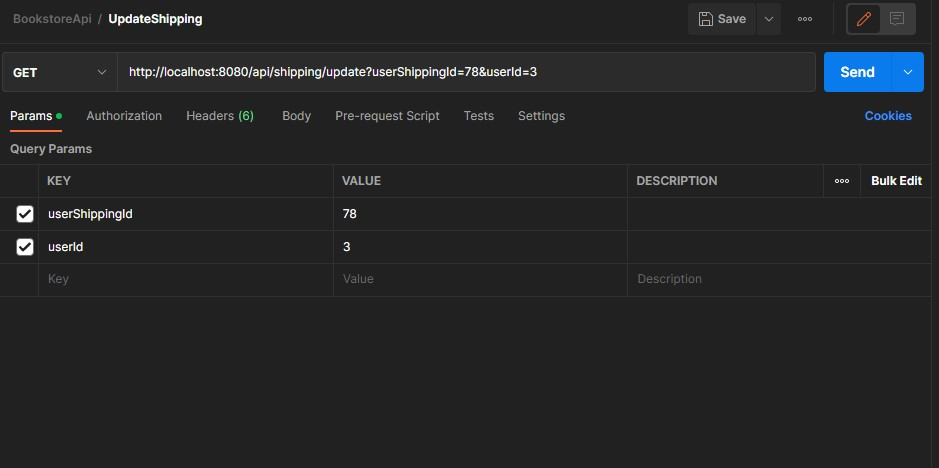 BookstoreApi / UpdateShipping
Save
GET http://localhost:8080/api/shipping/update?userShippingId=78&userId=3 Send
Params Authorization Headers (6) Body Pre-request Script Tests Settings Cookies
Query Params
KEY VALUE DESCRIPTION Bulk Edit
userShippingId 78
userId 3
Key Value Description